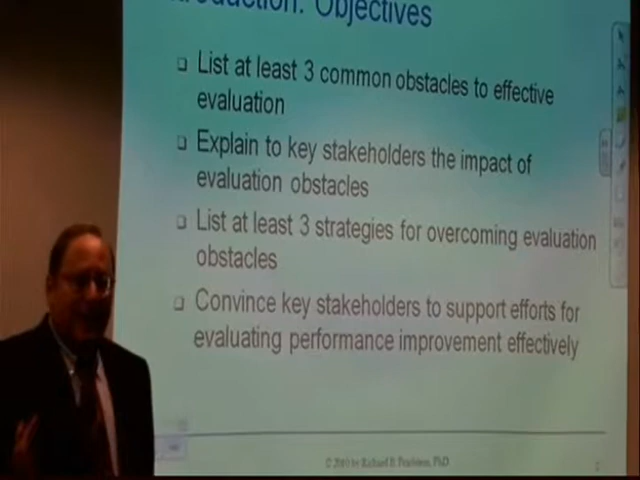 Objectives
List at least 3 common obstacles to effective
evaluation
Explain to key stakeholders the impact of
evaluation obstacles
List at least 3 strategies for overcoming evaluation
obstacles
Convince key stakeholders to support efforts for
evaluating performance improvement effectively
© 2010 by Richard B. PhD